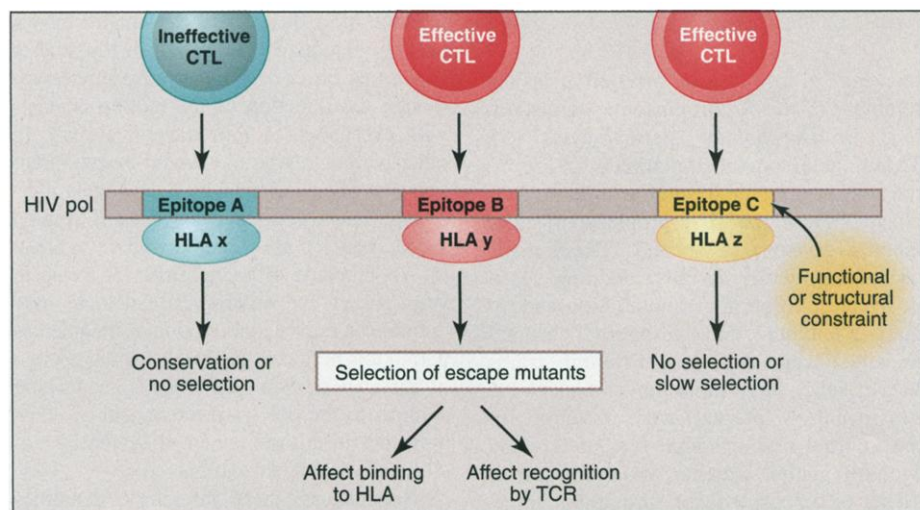 Ineffective
CTL
Effective
CTL
Effective
CTL
HIV pol
Epitope A
Epitope B
Epitope C
HLA x
HLA y
HLA z
Functional
or structural
constraint
Conservation or
no selection
Selection of escape mutants
No selection or
slow selection
Affect binding
to HLA
Affect recognition
by TCR